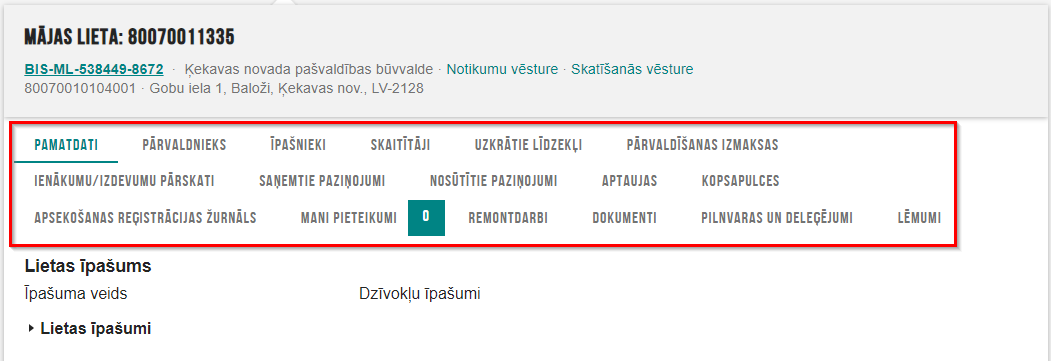 MĀJAS LIETA: 80070011335
BIS-ML-538449-8672 · Ķekavas novada pašvaldības būvvalde · Notikumu vēsture · Skatīšanās vēsture
80070010104001 · Gobu iela 1, Baloži, Ķekavas nov., LV-2128
PAMATDATI PĀRVALDNIEKS ĪPAŠNIEKI SKAITĪTĀJI UZKRĀTIE LĪDZEKĻI PĀRVALDĪŠANAS IZMAKSAS
IENĀKUMU/IZDEVUMU PĀRSKATI SAŅEMTIE PAZIŅOJUMI NOSŪTĪTIE PAZIŅOJUMI APTAUJAS KOPSAPULCES
APSEKOŠANAS REĢISTRĀCIJAS ŽURNĀLS MANI PIETEIKUMI 0 REMONTDARBI DOKUMENTI PILNVARAS UN DELEĢĒJUMI LĒMUMI
Lietas īpašums
Īpašuma veids Dzīvokļu īpašumi
Lietas īpašumi